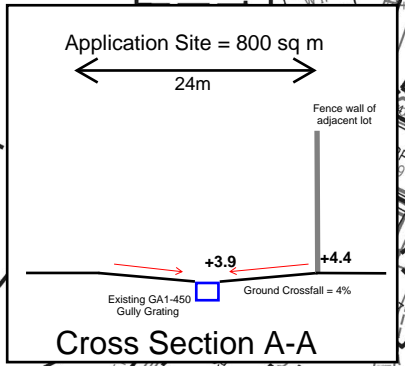 Application Site = 800 sq m
24m
Fence wall of
adjacent lot
+3.9
+4.4
Existing GA1-450
Gully Grating
Ground Crossfall = 4%
Cross Section A-A